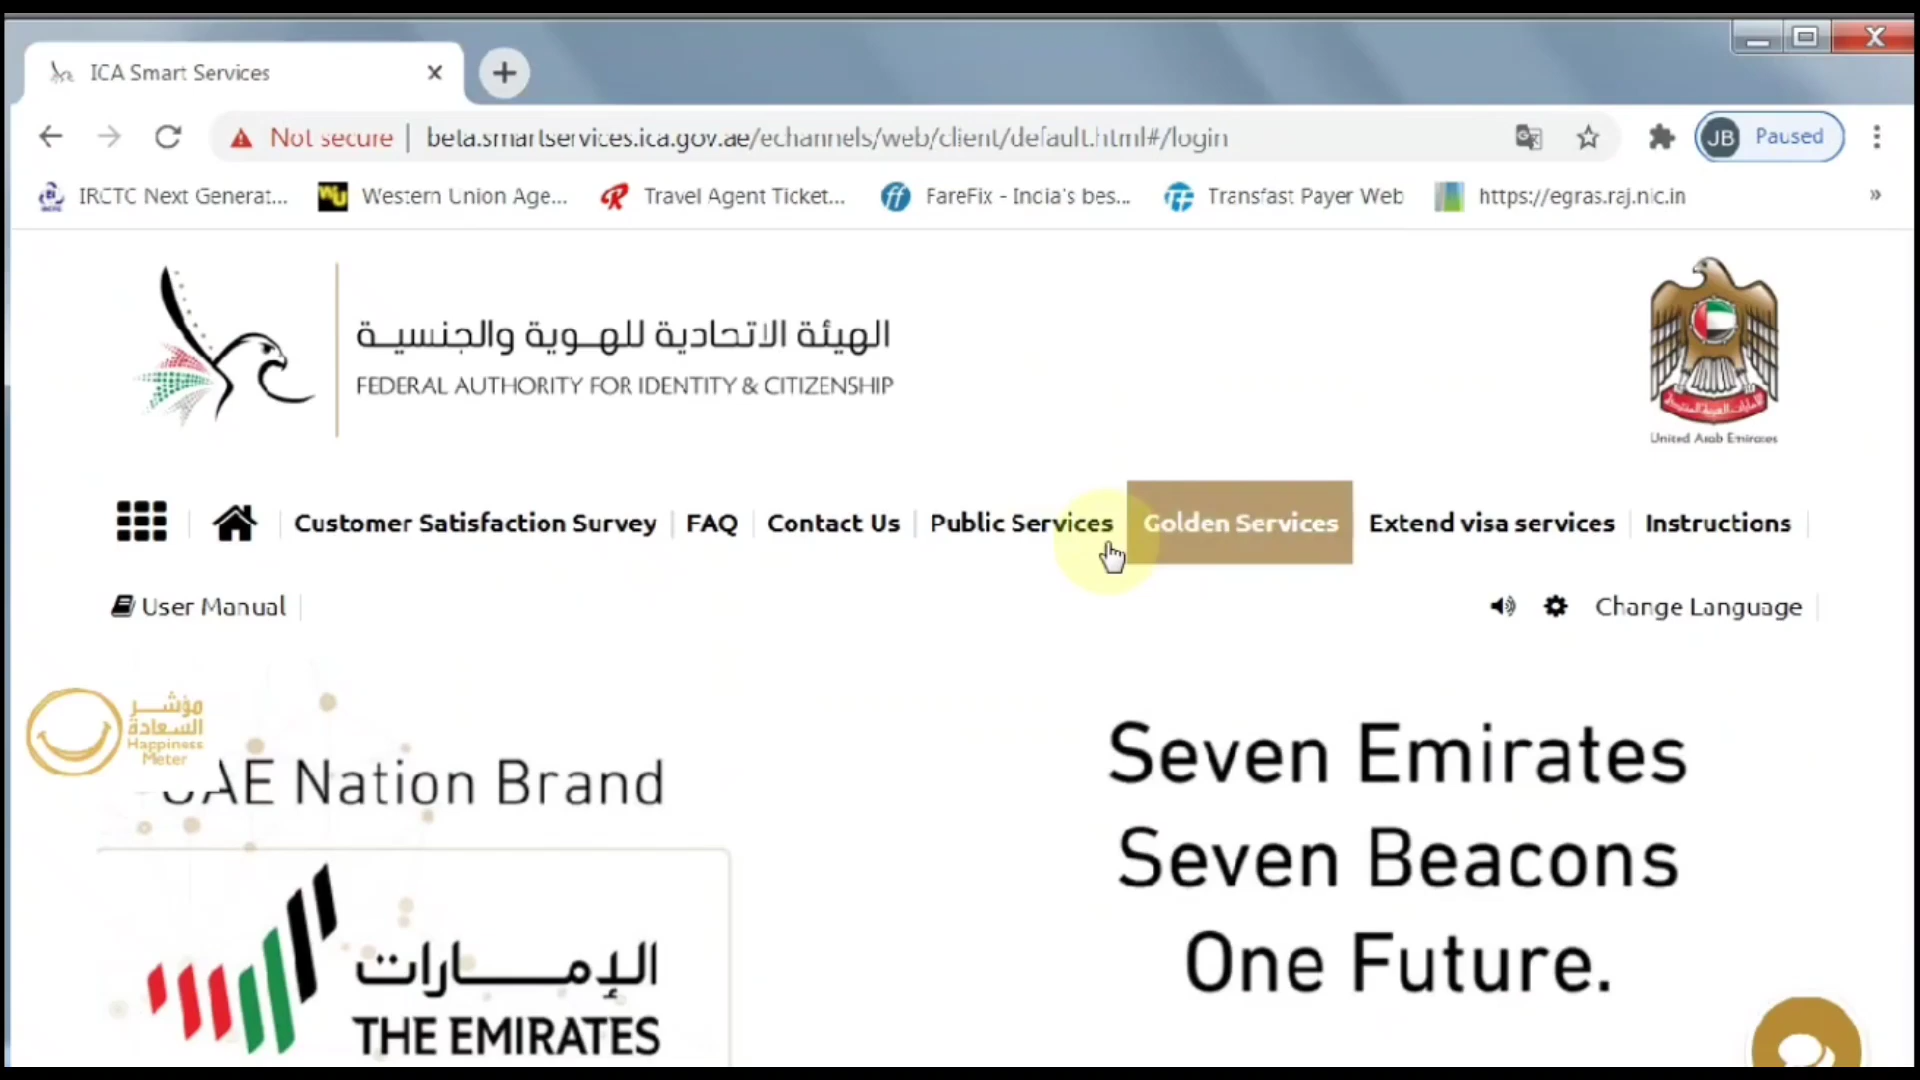 ICA Smart Services
Not secure
beta.smartservices.ica.gov.ae/echannels/web/client/default.html#/login
JB Paused
IRCTC Next Generat...
Western Union Age...
Travel Agent Ticket...
FareFix - India's bes...
Transfast Payer Web
https://egras.raj.nic.in
»
الهيئة الاتحادية للهوية والجنسية
FEDERAL AUTHORITY FOR IDENTITY & CITIZENSHIP
United Arab Emirates
Customer Satisfaction Survey
FAQ
Contact Us
Public Services
Golden Services
Extend visa services
Instructions
User Manual
Change Language
مؤشر
السعادة
Happiness
Meter
UAE Nation Brand
الإمارات
THE EMIRATES
Seven Emirates
Seven Beacons
One Future.